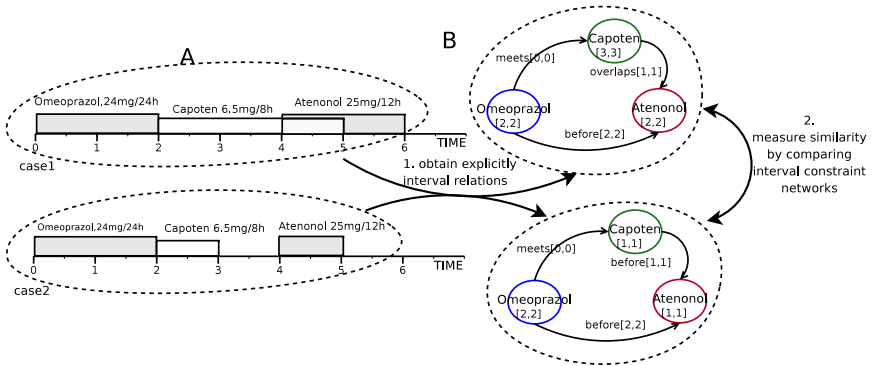 A
Omeoprazol,24mg/24h
Capoten 6.5mg/8h
Atenonol 25mg/12h
0 1 2 3 4 5 6 TIME
case1
Omeoprazol,24mg/24h
Capoten 6.5mg/8h
Atenonol 25mg/12h
0 1 2 3 4 5 6 TIME
case2
1. obtain explicitly
interval relations
B
Capoten
[3,3]
meets[0,0]
overlaps[1,1]
Omeoprazol
[2,2]
Atenonol
[2,2]
before[2,2]
Capoten
[1,1]
meets[0,0]
before[1,1]
Omeoprazol
[2,2]
Atenonol
[1,1]
before[2,2]
2.
measure similarity
by comparing
interval constraint
networks